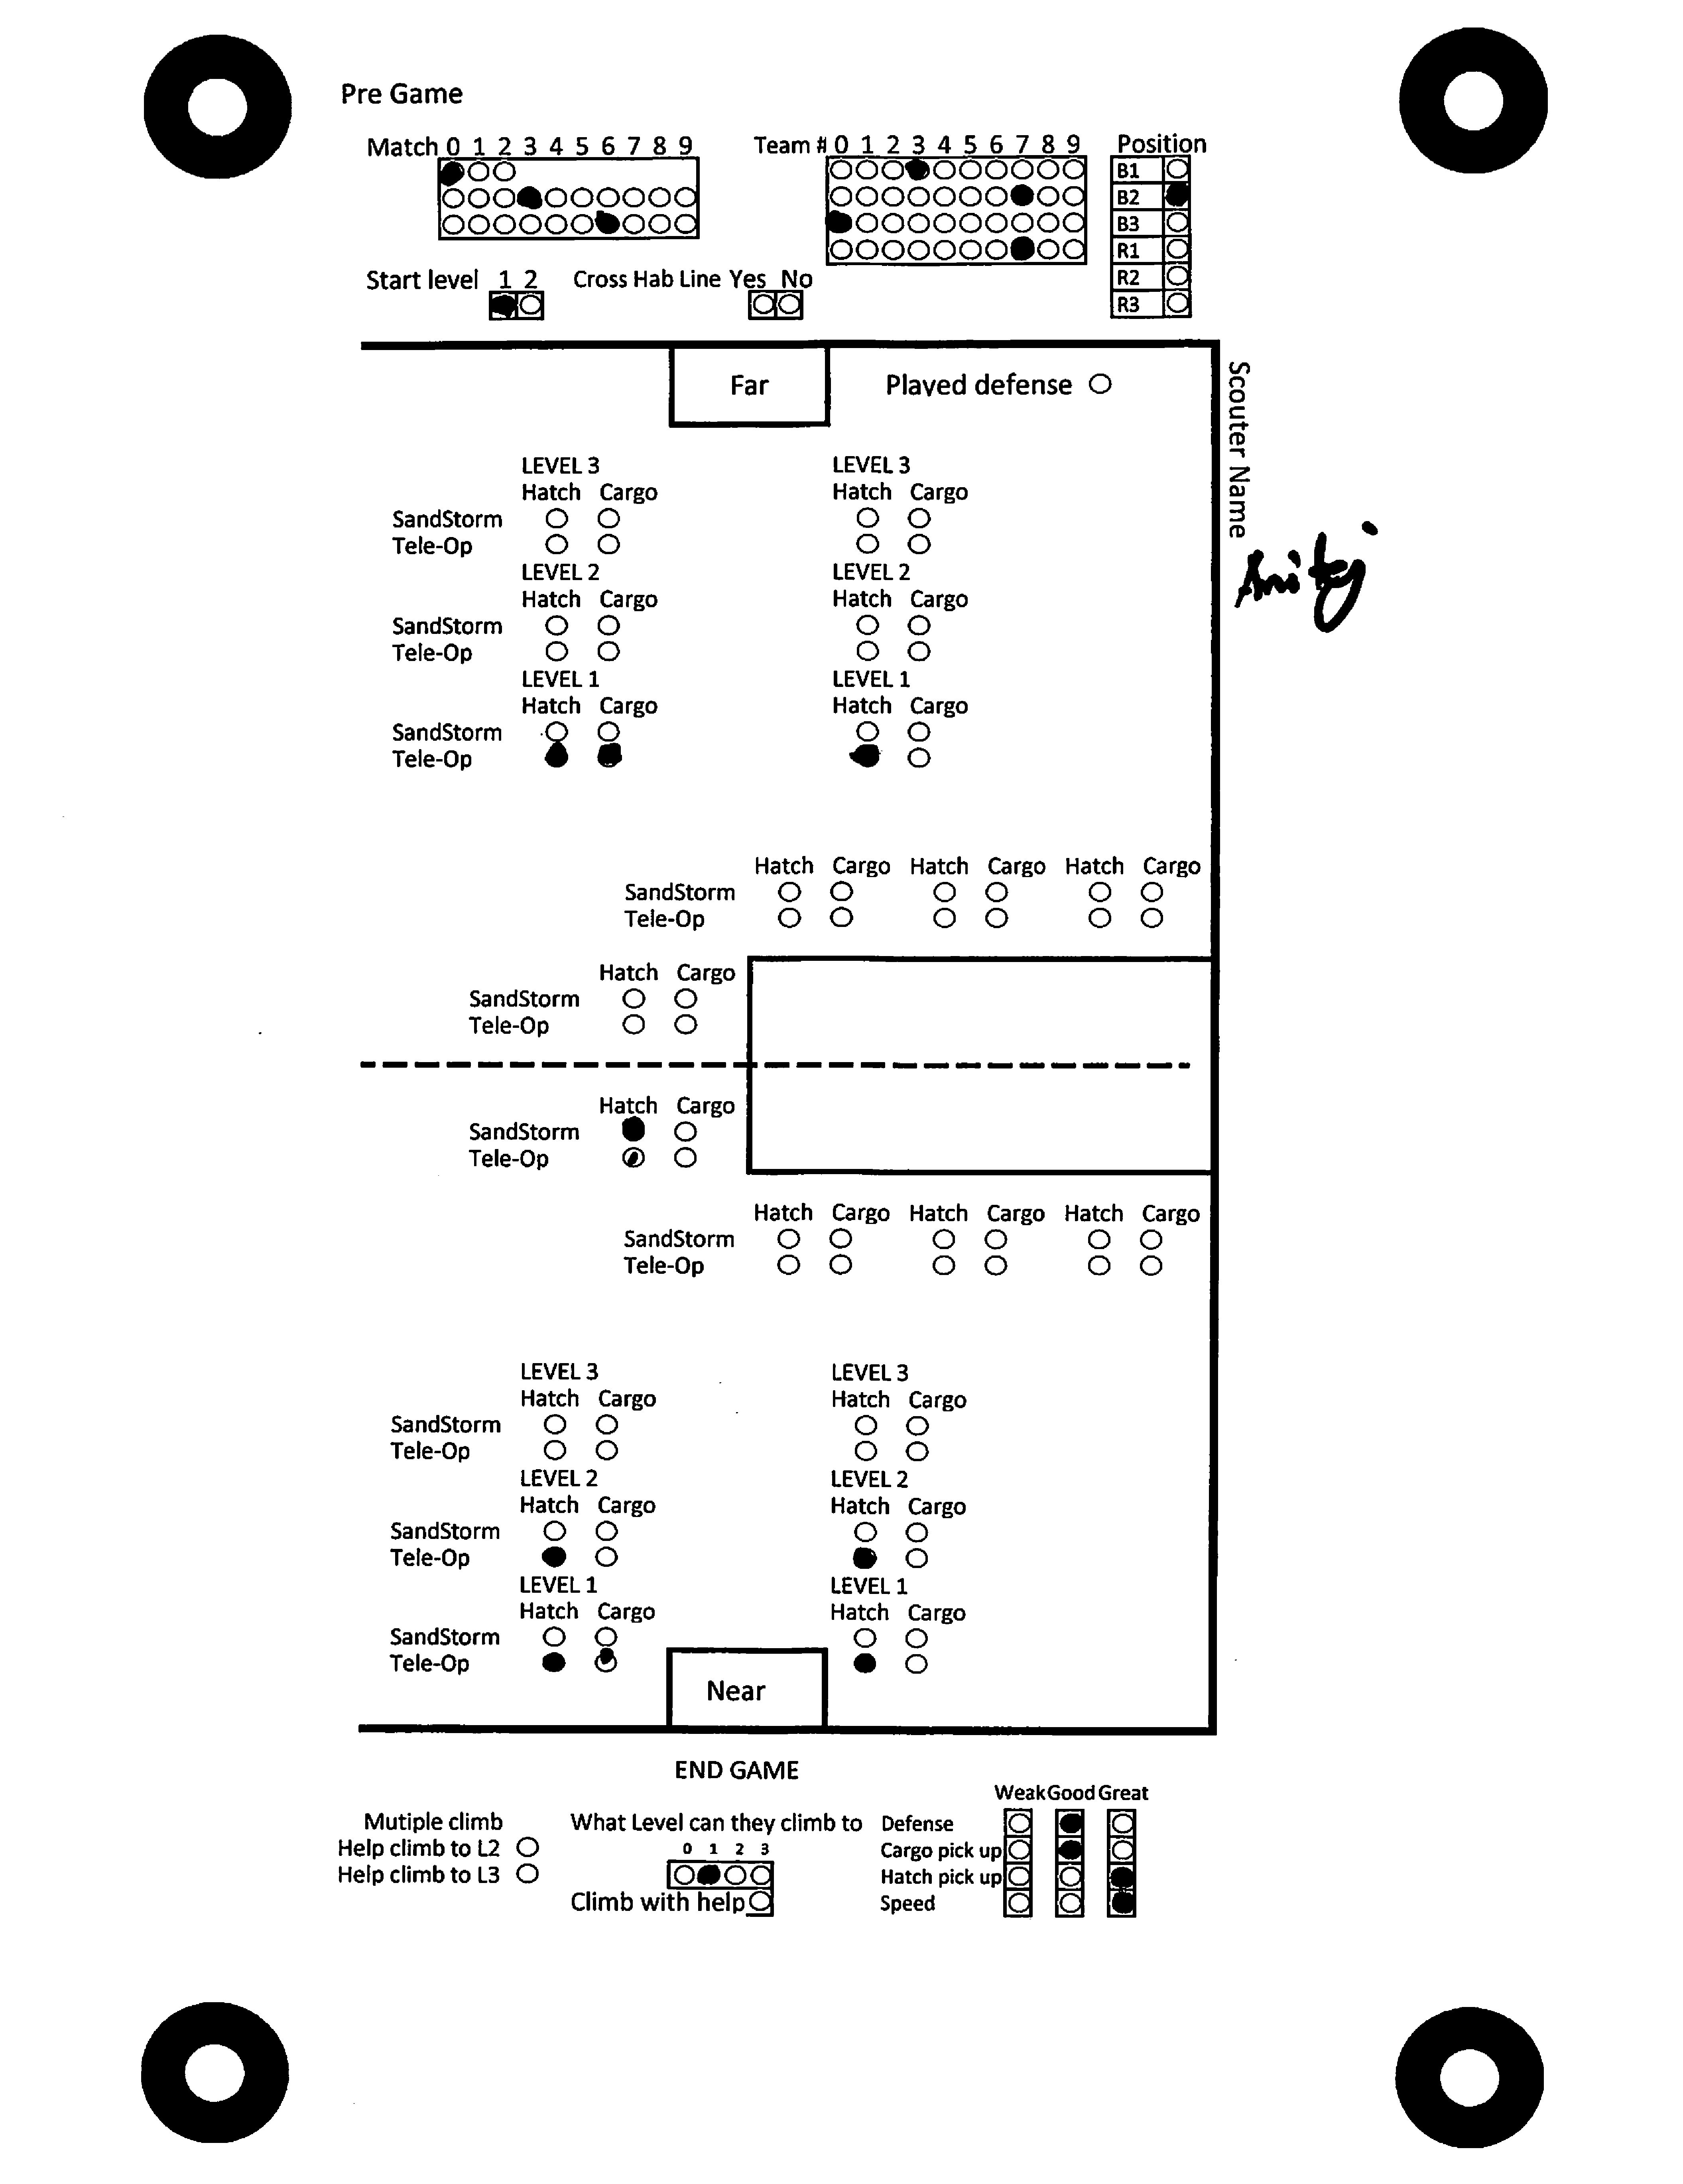 Pre Game
Match 0 1 2 3 4 5 6 7 8 9
Team # 0 1 2 3 4 5 6 7 8 9
Position
B1
B2
B3
R1
R2
R3
Start level 1 2
Cross Hab Line Yes No
Far
Played defense
Scouter Name
LEVEL 3 LEVEL 3
Hatch Cargo Hatch Cargo
SandStorm
Tele-Op
LEVEL 2 LEVEL 2
Hatch Cargo Hatch Cargo
SandStorm
Tele-Op
LEVEL 1 LEVEL 1
Hatch Cargo Hatch Cargo
SandStorm
Tele-Op
Hatch Cargo Hatch Cargo Hatch Cargo
SandStorm
Tele-Op
Hatch Cargo
SandStorm
Tele-Op
Hatch Cargo
SandStorm
Tele-Op
Hatch Cargo Hatch Cargo Hatch Cargo
SandStorm
Tele-Op
LEVEL 3 LEVEL 3
Hatch Cargo Hatch Cargo
SandStorm
Tele-Op
LEVEL 2 LEVEL 2
Hatch Cargo Hatch Cargo
SandStorm
Tele-Op
LEVEL 1 LEVEL 1
Hatch Cargo Hatch Cargo
SandStorm
Tele-Op
Near
END GAME
Mutiple climb
Help climb to L2
Help climb to L3
What Level can they climb to
0 1 2 3
Climb with help
Weak Good Great
Defense
Cargo pick up
Hatch pick up
Speed